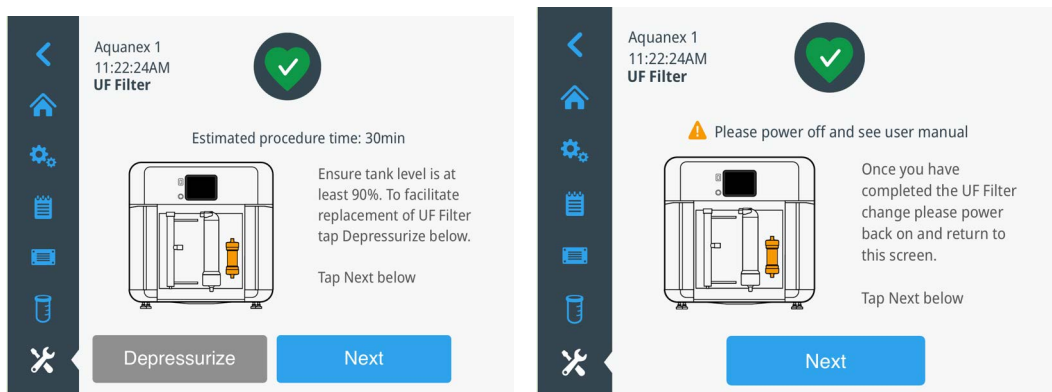 Aquanex 1
11:22:24AM
UF Filter
Estimated procedure time: 30min
Ensure tank level is at
least 90%. To facilitate
replacement of UF Filter
tap Depressurize below.
Tap Next below
Depressurize
Next
Aquanex 1
11:22:24AM
UF Filter
Please power off and see user manual
Once you have
completed the UF Filter
change please power
back on and return to
this screen.
Tap Next below
Next